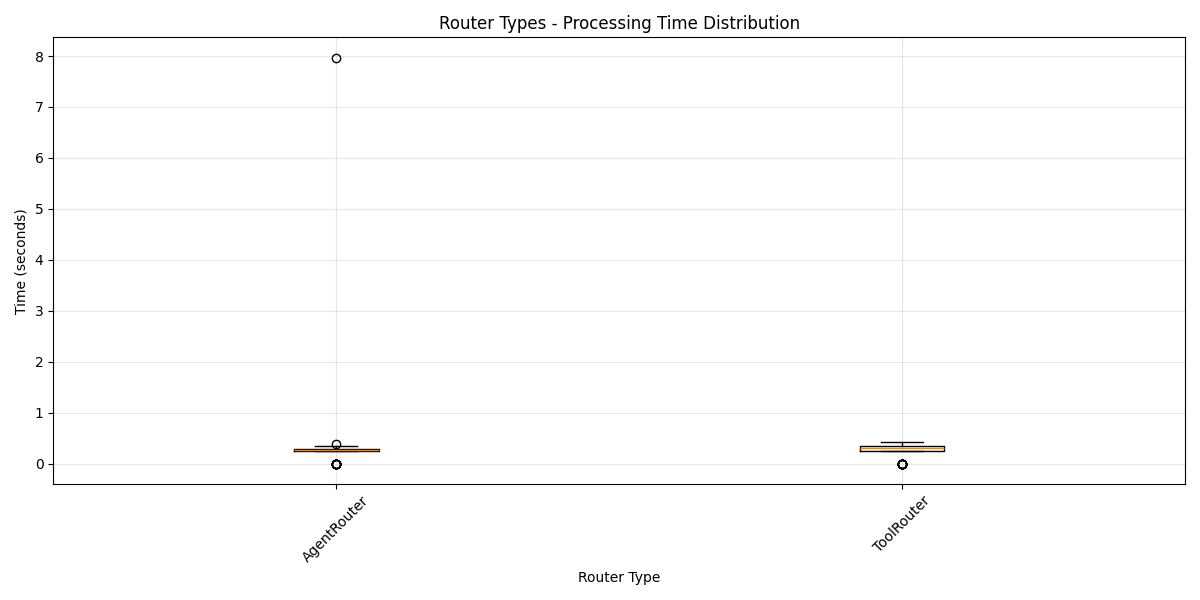 Router Types - Processing Time Distribution
8
7
6
5
4
3
2
1
0
Time (seconds)
AgentRouter
ToolRouter
Router Type